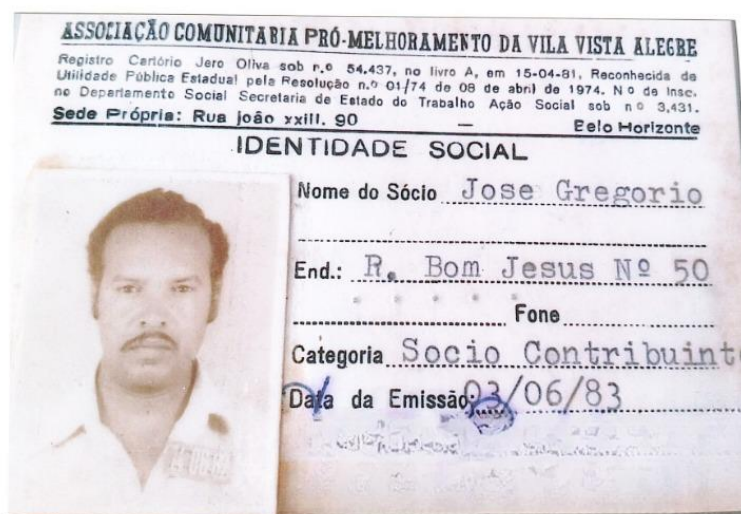 ASSOCIAÇÃO COMUNITARIA PRÓ-MELHORAMENTO DA VILA VISTA ALEGRE
Registro Cartório Jero Oliva sob n.º 54.437, no livro A, em 15-04-81, Reconhecida de
Utilidade Pública Estadual pela Resolução n.º 01/74 de 08 de abril de 1974. N o de Insc.
no Departamento Social Secretaria de Estado do Trabalho Ação Social sob n º 3,431.
Sede Própria: Rua joão xxiii. 90 — Belo Horizonte
IDENTIDADE SOCIAL
Nome do Sócio Jose Gregorio
End.: R. Bom Jesus Nº 50
Fone
Categoria Socio Contribuinte
Data da Emissão: 03/06/83